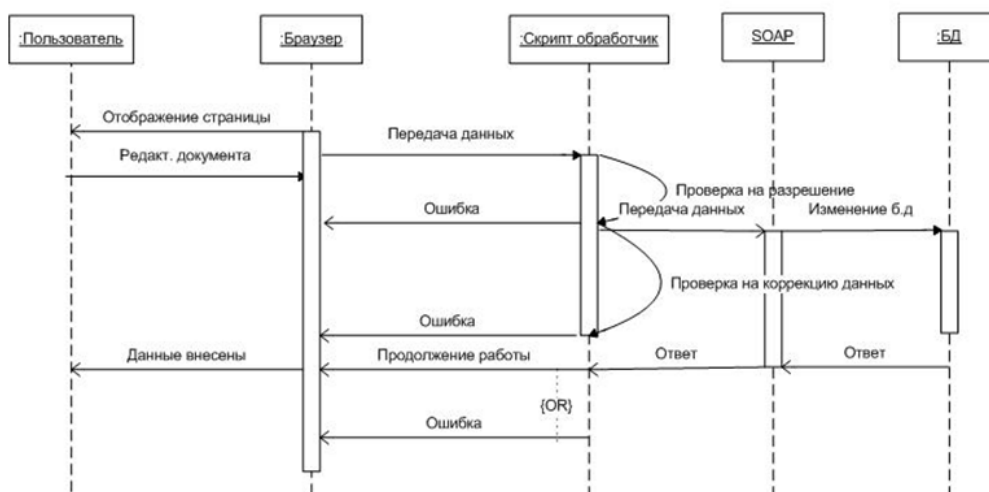 :Пользователь
:Браузер
:Скрипт обработчик
SOAP
:БД
Отображение страницы
Передача данных
Редакт. документа
Проверка на разрешение
Ошибка
Передача данных
Изменение б.д
Проверка на коррекцию данных
Ошибка
Данные внесены
Продолжение работы
Ответ
Ответ
{OR}
Ошибка